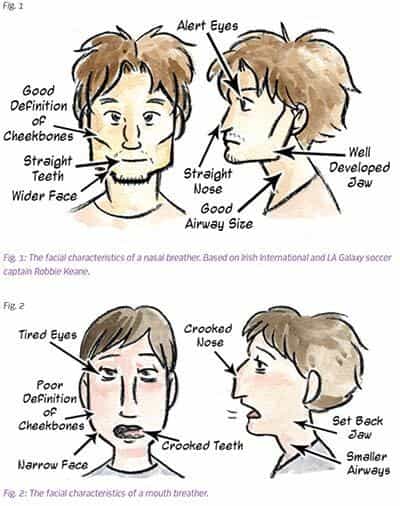 Fig. 1
Alert Eyes
Good
Definition
of
Cheekbones
Straight
Teeth
Wider Face
Straight
Nose
Good
Airway Size
Well
Developed
Jaw
Fig. 1: The facial characteristics of a nasal breather. Based on Irish International and LA Galaxy soccer
captain Robbie Keane.
Fig. 2
Tired Eyes
Crooked
Nose
Poor
Definition
of
Cheekbones
Narrow Face
Crooked Teeth
Set Back
Jaw
Smaller
Airways
Fig. 2: The facial characteristics of a mouth breather.